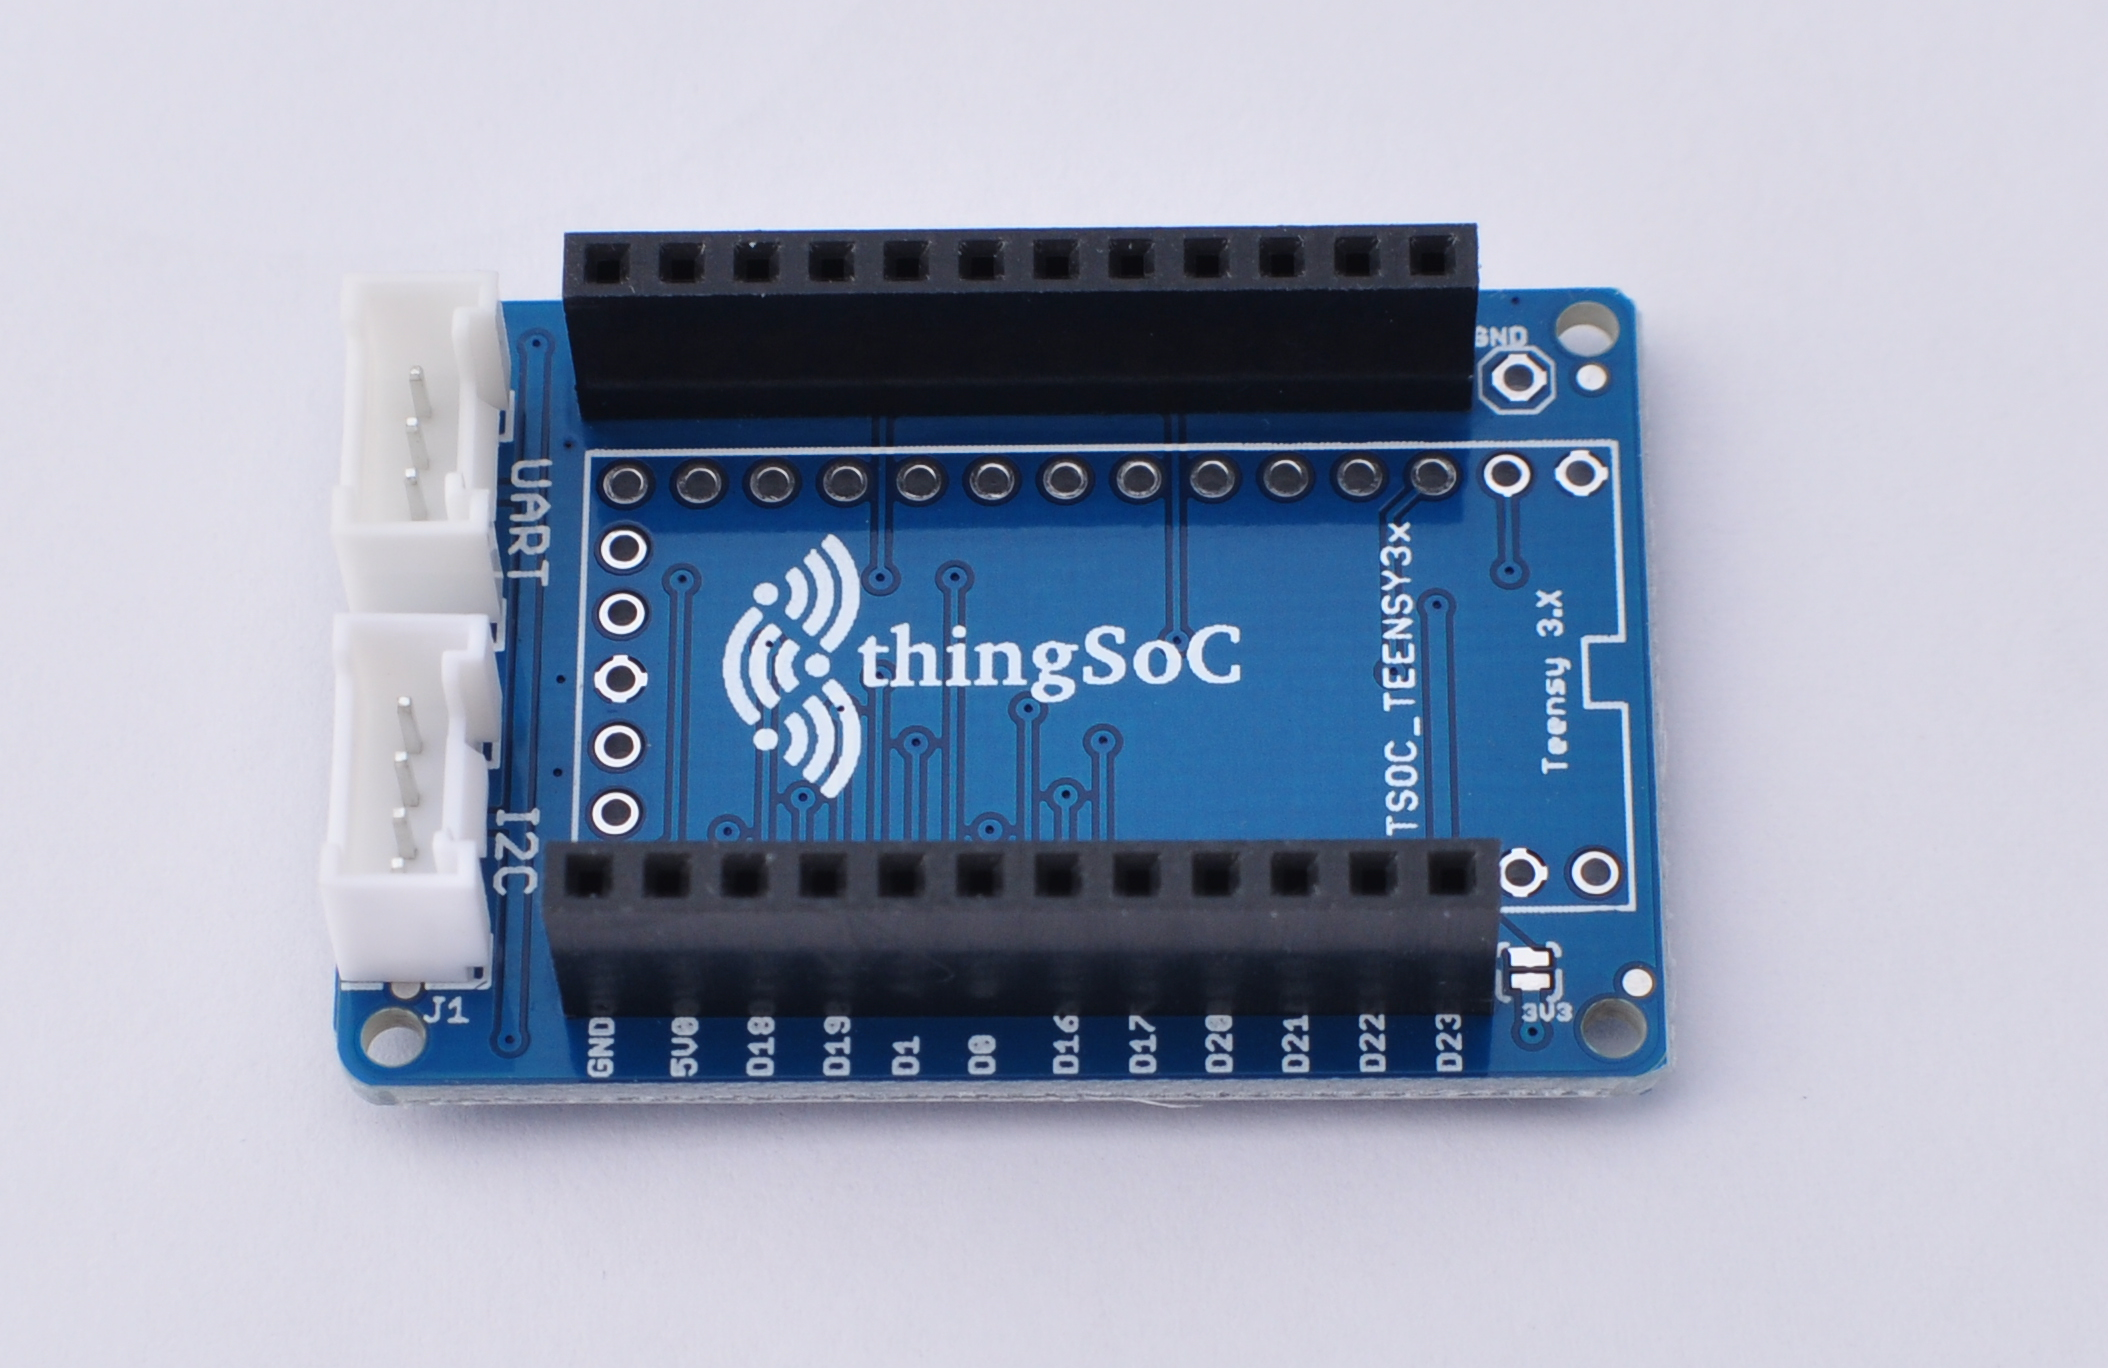 GND
UART
thingSoC
TSOC_TEENSY3x
Teensy 3.X
I2C
J1
3V3
GND
5V0
D18
D19
D1
D0
D16
D17
D20
D21
D22
D23